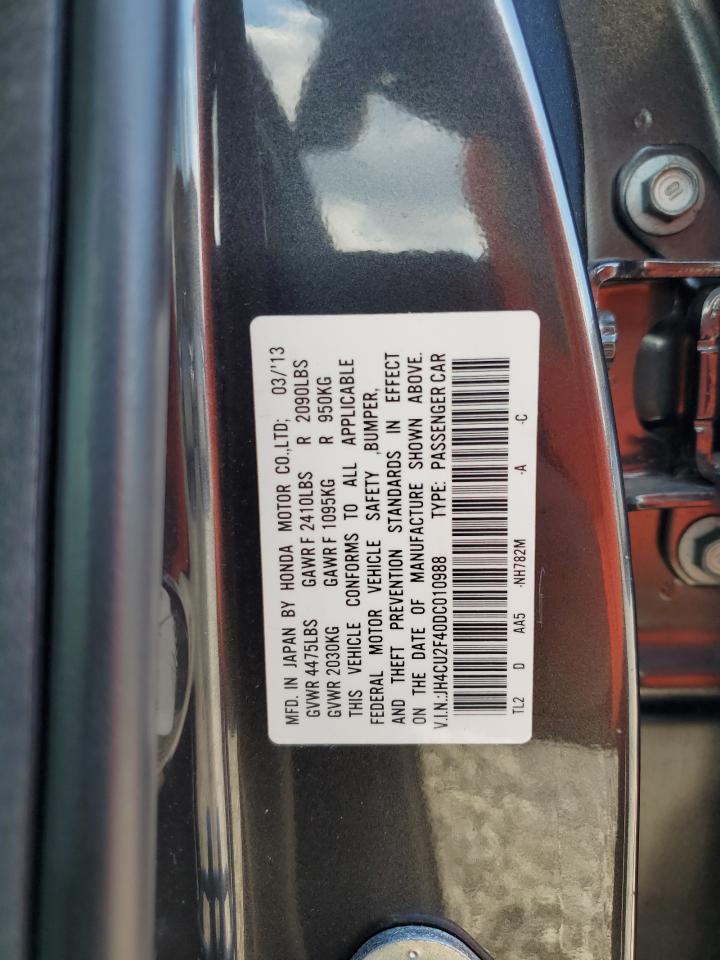 MFD. IN JAPAN BY HONDA MOTOR CO.,LTD; 03/'13
GVWR 4475LBS GAWR F 2410LBS R 2090LBS
GVWR 2030KG GAWR F 1095KG R 950KG
THIS VEHICLE CONFORMS TO ALL APPLICABLE
FEDERAL MOTOR VEHICLE SAFETY ,BUMPER,
AND THEFT PREVENTION STANDARDS IN EFFECT
ON THE DATE OF MANUFACTURE SHOWN ABOVE.
V.I.N.:JH4CU2F40DC010988 TYPE: PASSENGER CAR
TL2 D AA5 -NH782M -A -C